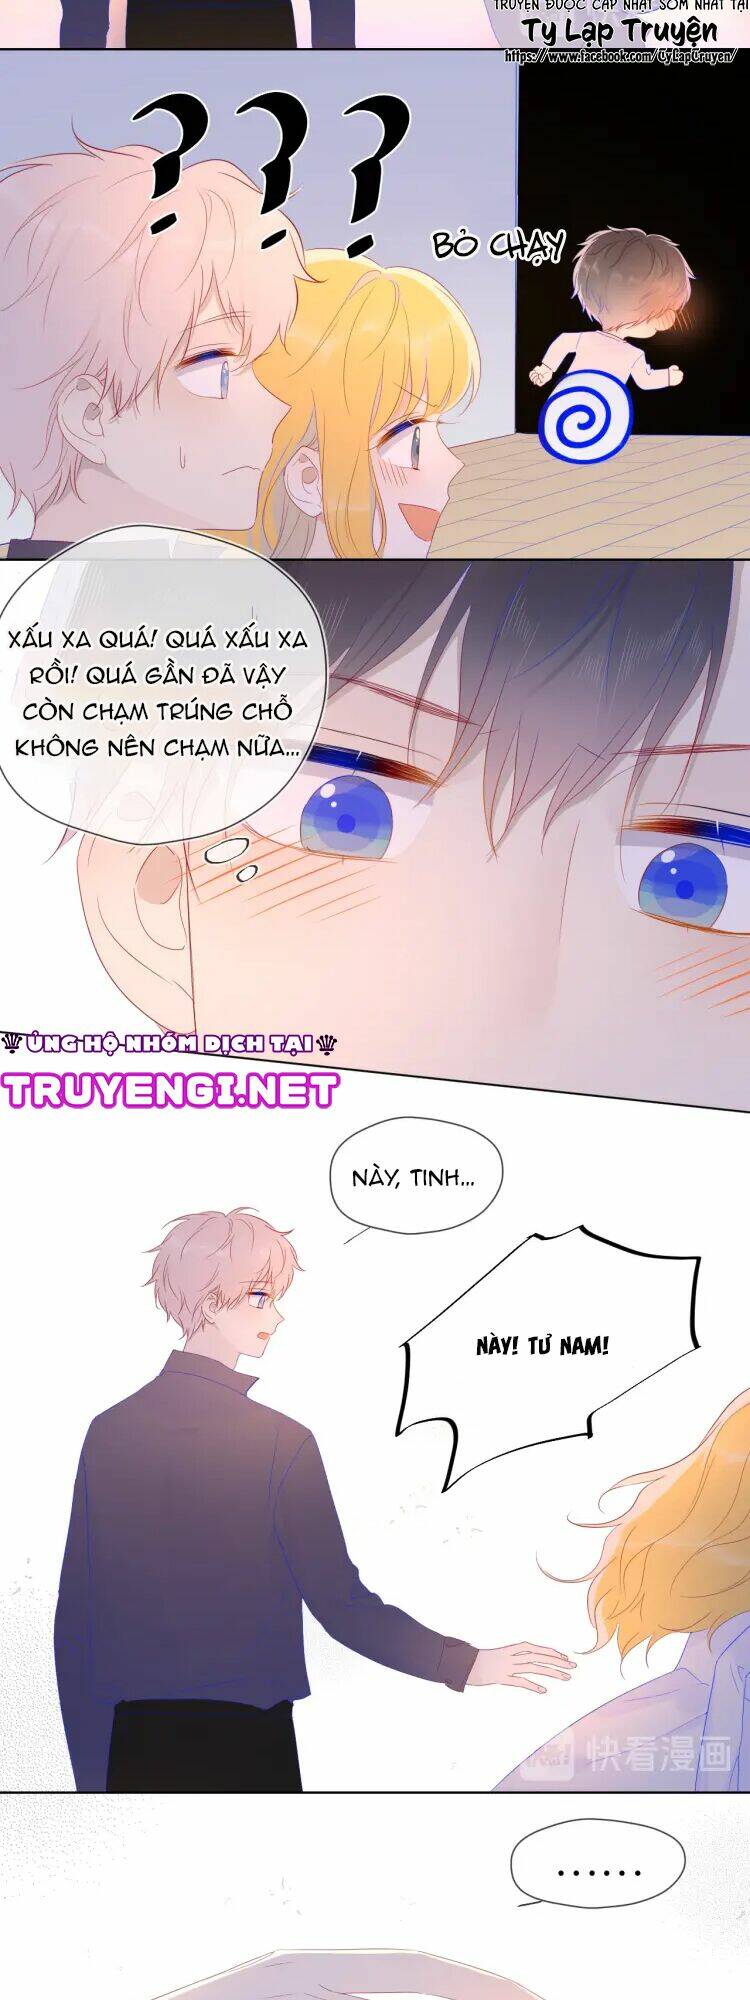 TRUYỆN ĐƯỢC CẬP NHẬT SỚM NHẤT TẠI
Tỵ Lạp Truyện
https://www.facebook.com/TyLapTruyen/
???
BỎ CHẠY
XẤU XA QUÁ! QUÁ XẤU XA
RỒI! QUÁ GẦN ĐÃ VẬY
CÒN CHẠM TRÚNG CHỖ
KHÔNG NÊN CHẠM NỮA...
ỦNG HỘ NHÓM DỊCH TẠI
TRUYENGI.NET
NÀY, TINH...
NÀY! TƯ NAM!
快看漫画
......